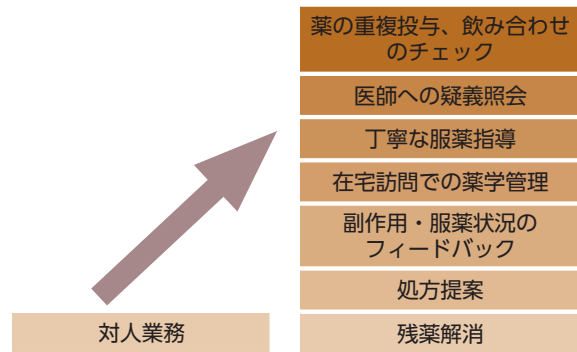 薬の重複投与、飲み合わせ
のチェック
医師への疑義照会
丁寧な服薬指導
在宅訪問での薬学管理
副作用・服薬状況の
フィードバック
処方提案
対人業務
残薬解消